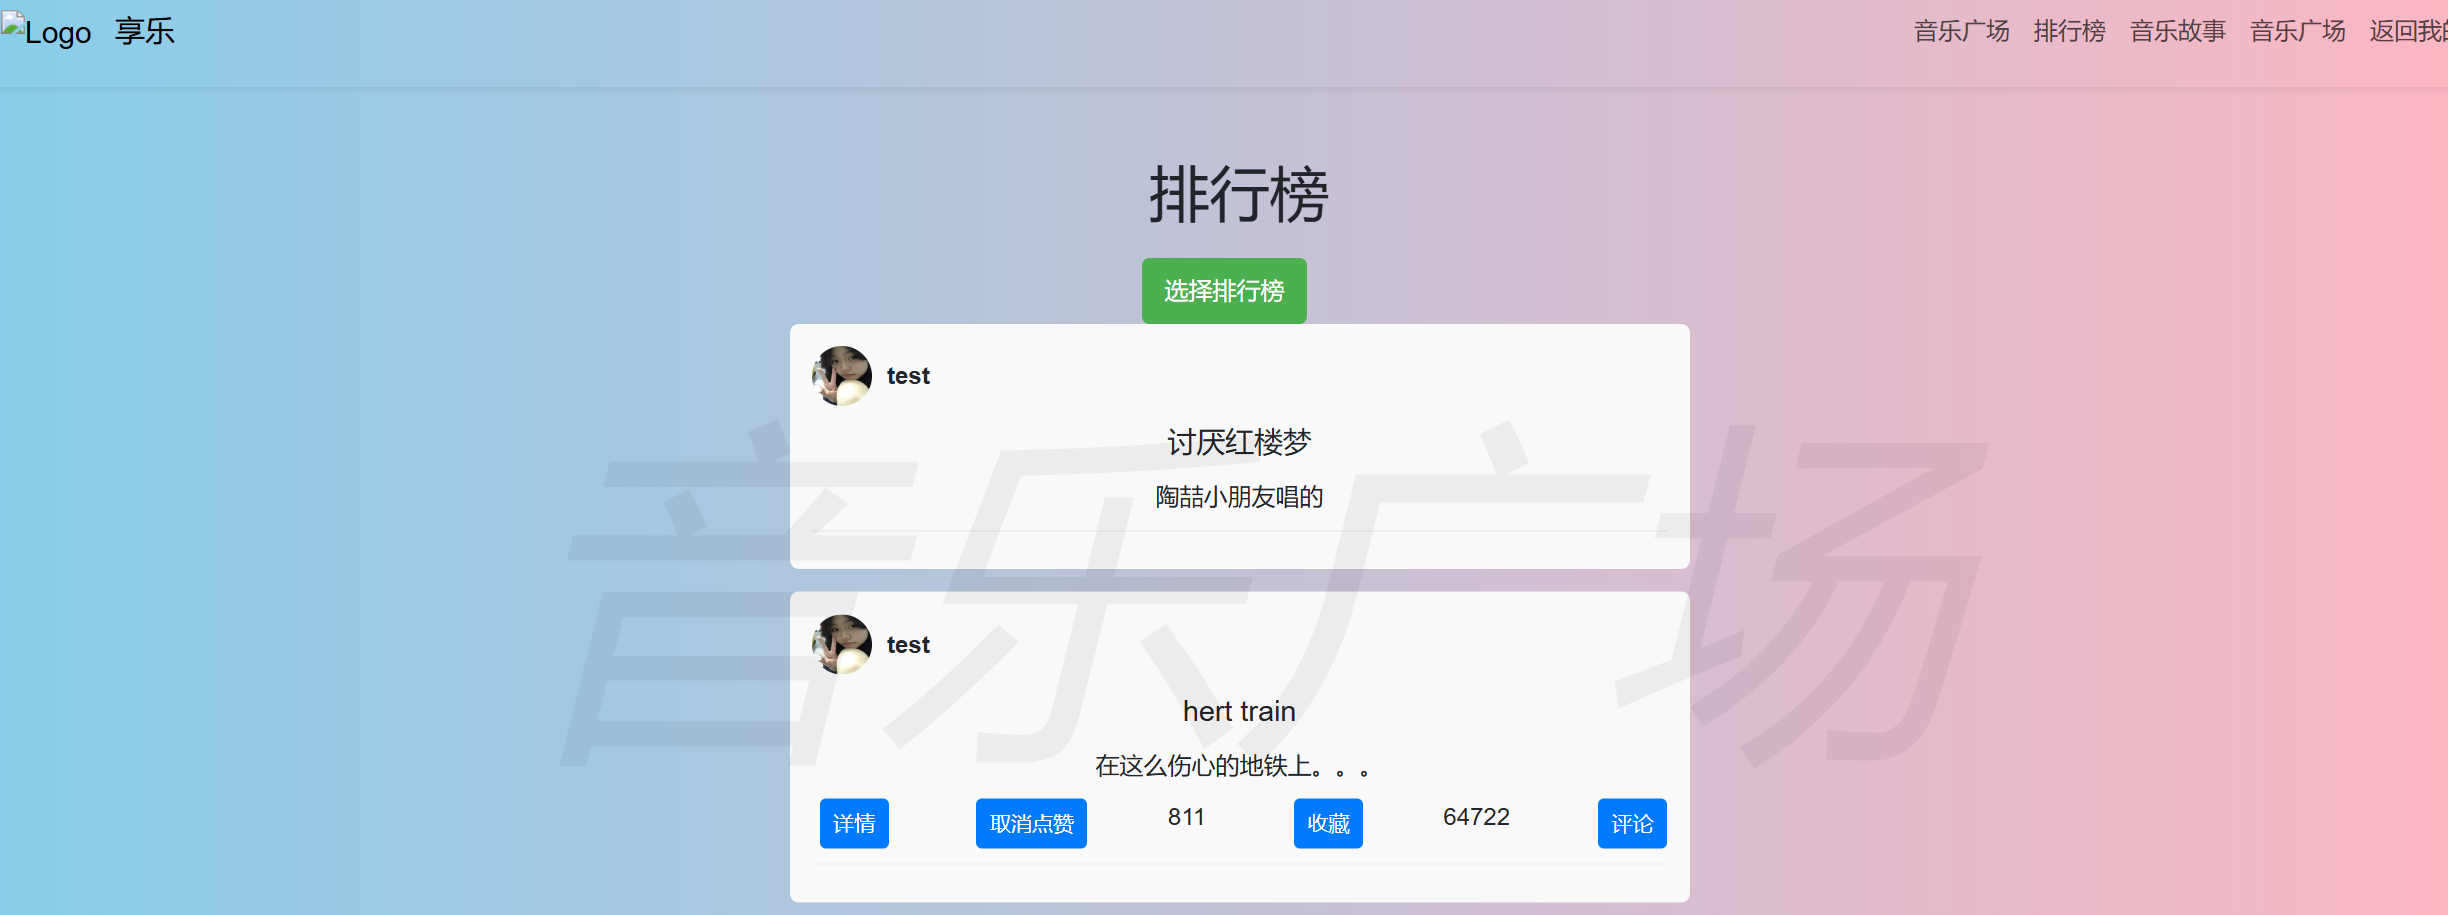 Logo 享乐
音乐广场 排行榜 音乐故事 音乐广场 返回我的
排行榜
选择排行榜
test
讨厌红楼梦
陶喆小朋友唱的
音乐广场
test
hert train
在这么伤心的地铁上。。。
详情 取消点赞 811 收藏 64722 评论